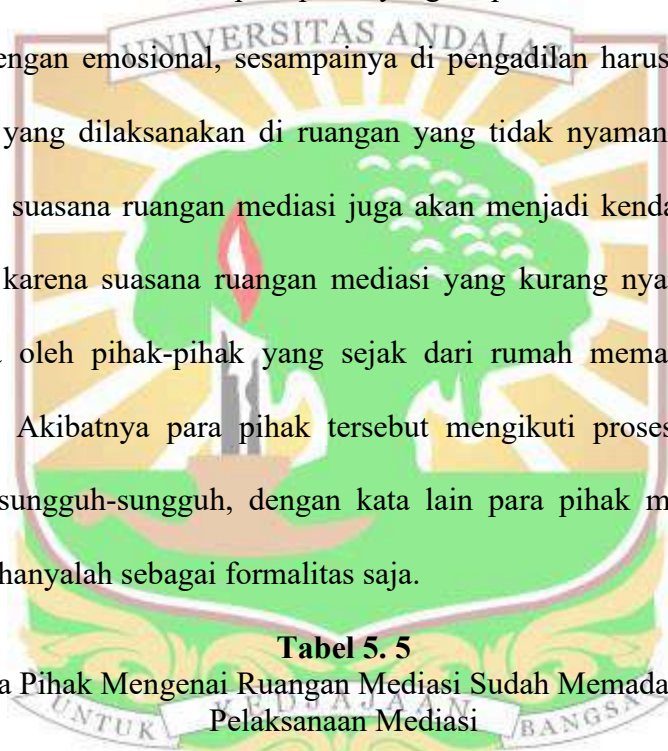 UNIVERSITAS ANDALAS
engan emosional, sesampainya di pengadilan harus
yang dilaksanakan di ruangan yang tidak nyaman
suasana ruangan mediasi juga akan menjadi kenda
karena suasana ruangan mediasi yang kurang nya
oleh pihak-pihak yang sejak dari rumah mema
Akibatnya para pihak tersebut mengikuti proses
sungguh-sungguh, dengan kata lain para pihak m
hanyalah sebagai formalitas saja.
Tabel 5. 5
a Pihak Mengenai Ruangan Mediasi Sudah Memada
Pelaksanaan Mediasi
UNTUK KEDJAJAAN BANGSA